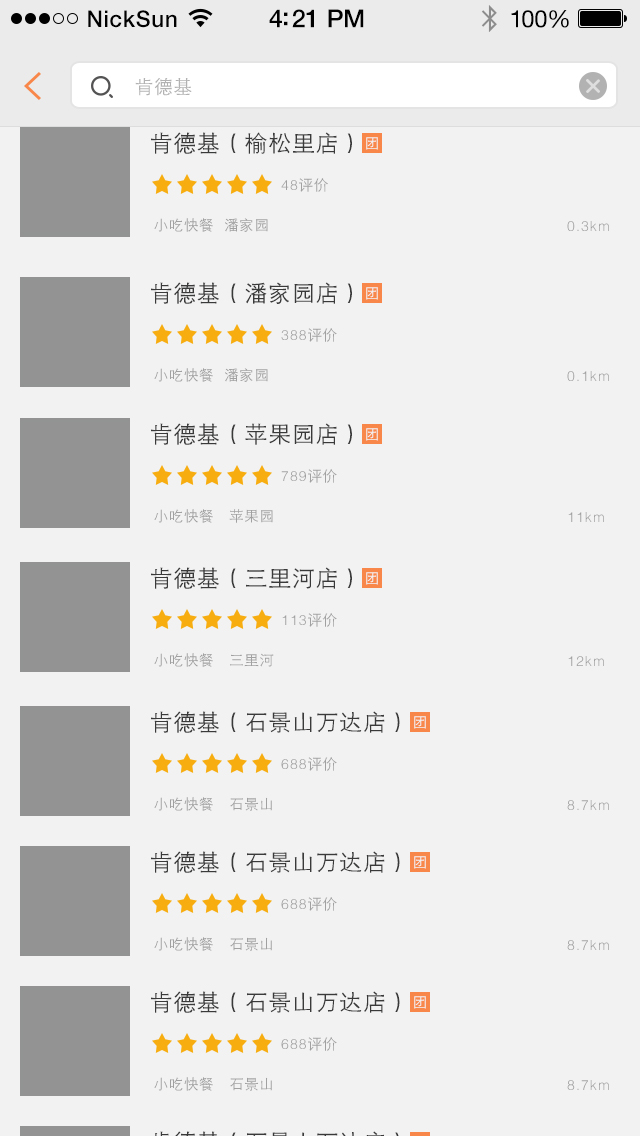 NickSun 4:21 PM 100%
肯德基
肯德基（榆松里店）团
48评价
小吃快餐 潘家园 0.3km
肯德基（潘家园店）团
388评价
小吃快餐 潘家园 0.1km
肯德基（苹果园店）团
789评价
小吃快餐 苹果园 11km
肯德基（三里河店）团
113评价
小吃快餐 三里河 12km
肯德基（石景山万达店）团
688评价
小吃快餐 石景山 8.7km
肯德基（石景山万达店）团
688评价
小吃快餐 石景山 8.7km
肯德基（石景山万达店）团
688评价
小吃快餐 石景山 8.7km